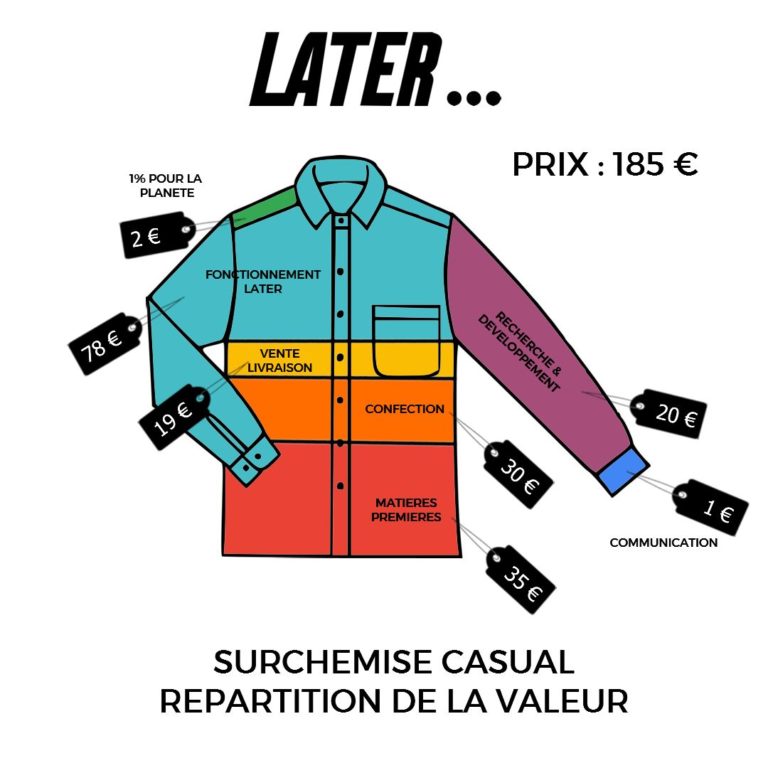 LATER...
PRIX : 185 €
1% POUR LA
PLANETE
2 €
FONCTIONNEMENT
LATER
78 €
VENTE
LIVRAISON
19 €
RECHERCHE &
DEVELOPPEMENT
20 €
CONFECTION
30 €
1 €
COMMUNICATION
MATIERES
PREMIERES
35 €
SURCHEMISE CASUAL
REPARTITION DE LA VALEUR